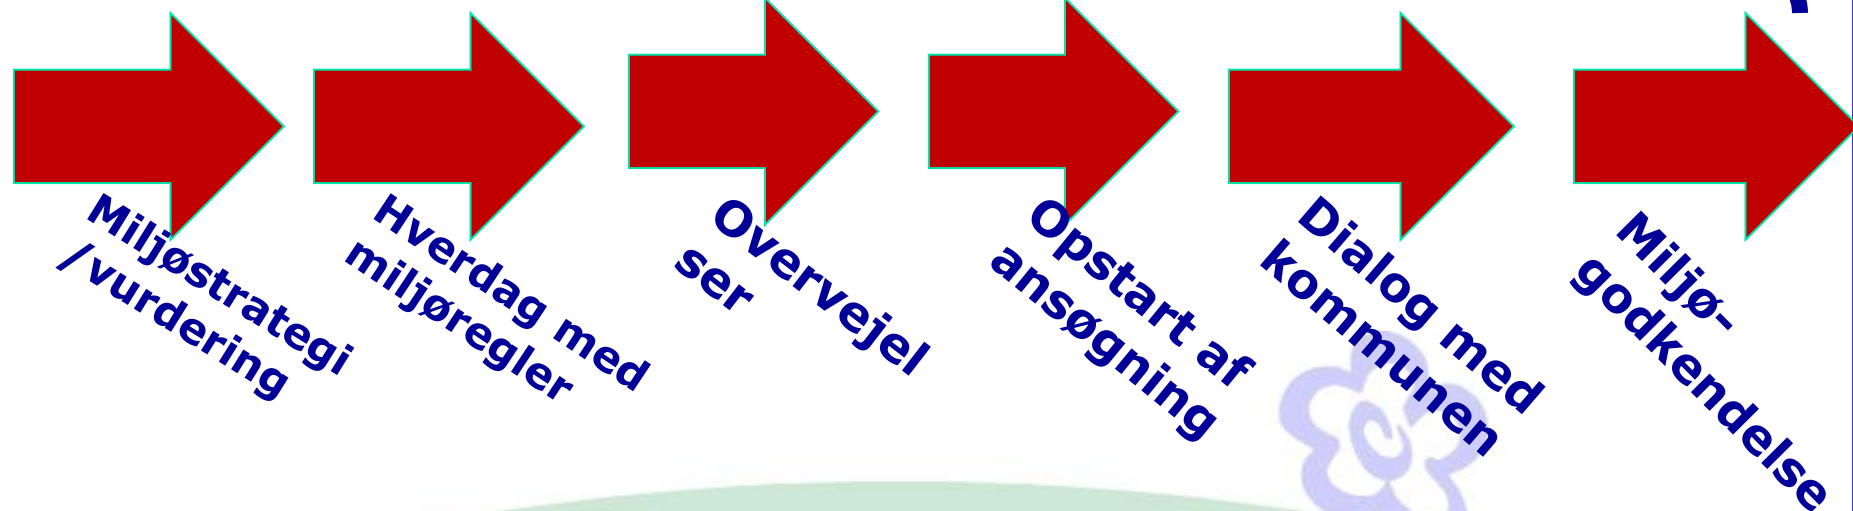 Miljøstrategi
/vurdering
Hverdag med
miljøregler
Overvejel
ser
Opstart af
ansøgning
Dialog med
kommunen
Miljø-
godkendelse